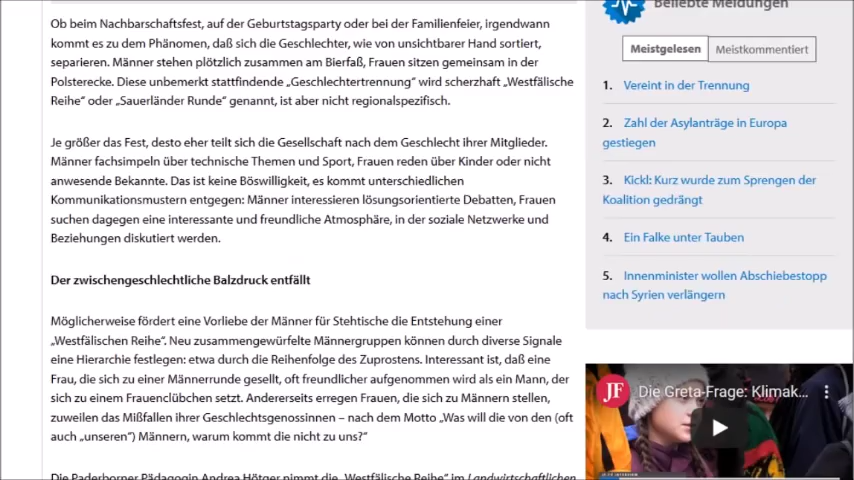 Ob beim Nachbarschaftsfest, auf der Geburtstagsparty oder bei der Familienfeier, irgendwann
kommt es zu dem Phänomen, daß sich die Geschlechter, wie von unsichtbarer Hand sortiert,
separieren. Männer stehen plötzlich zusammen am Bierfaß, Frauen sitzen gemeinsam in der
Polsterecke. Diese unbemerkt stattfindende „Geschlechtertrennung“ wird scherzhaft „Westfälische
Reihe“ oder „Sauerländer Runde“ genannt, ist aber nicht regionalspezifisch.
Je größer das Fest, desto eher teilt sich die Gesellschaft nach dem Geschlecht ihrer Mitglieder.
Männer fachsimpeln über technische Themen und Sport, Frauen reden über Kinder oder nicht
anwesende Bekannte. Das ist keine Böswilligkeit, es kommt unterschiedlichen
Kommunikationsmustern entgegen: Männer interessieren lösungsorientierte Debatten, Frauen
suchen dagegen eine interessante und freundliche Atmosphäre, in der soziale Netzwerke und
Beziehungen diskutiert werden.
Der zwischengeschlechtliche Balzdruck entfällt
Möglicherweise fördert eine Vorliebe der Männer für Stehtische die Entstehung einer
„Westfälischen Reihe“. Neu zusammengewürfelte Männergruppen können durch diverse Signale
eine Hierarchie festlegen: etwa durch die Reihenfolge des Zuprostens. Interessant ist, daß eine
Frau, die sich zu einer Männerrunde gesellt, oft freundlicher aufgenommen wird als ein Mann, der
sich zu einem Frauenclübchen setzt. Andererseits erregen Frauen, die sich zu Männern stellen,
zuweilen das Mißfallen ihrer Geschlechtsgenossinnen – nach dem Motto „Was will die von den (oft
auch „unseren“) Männern, warum kommt die nicht zu uns?“
Die Paderborner Pädagogin Andrea Hötger nimmt die „Westfälische Reihe“ im Landwirtschaftlichen
Beliebte Meldungen
Meistgelesen Meistkommentiert
1. Vereint in der Trennung
2. Zahl der Asylanträge in Europa
gestiegen
3. Kickl: Kurz wurde zum Sprengen der
Koalition gedrängt
4. Ein Falke unter Tauben
5. Innenminister wollen Abschiebestopp
nach Syrien verlängern
JF Die Greta-Frage: Klimak...